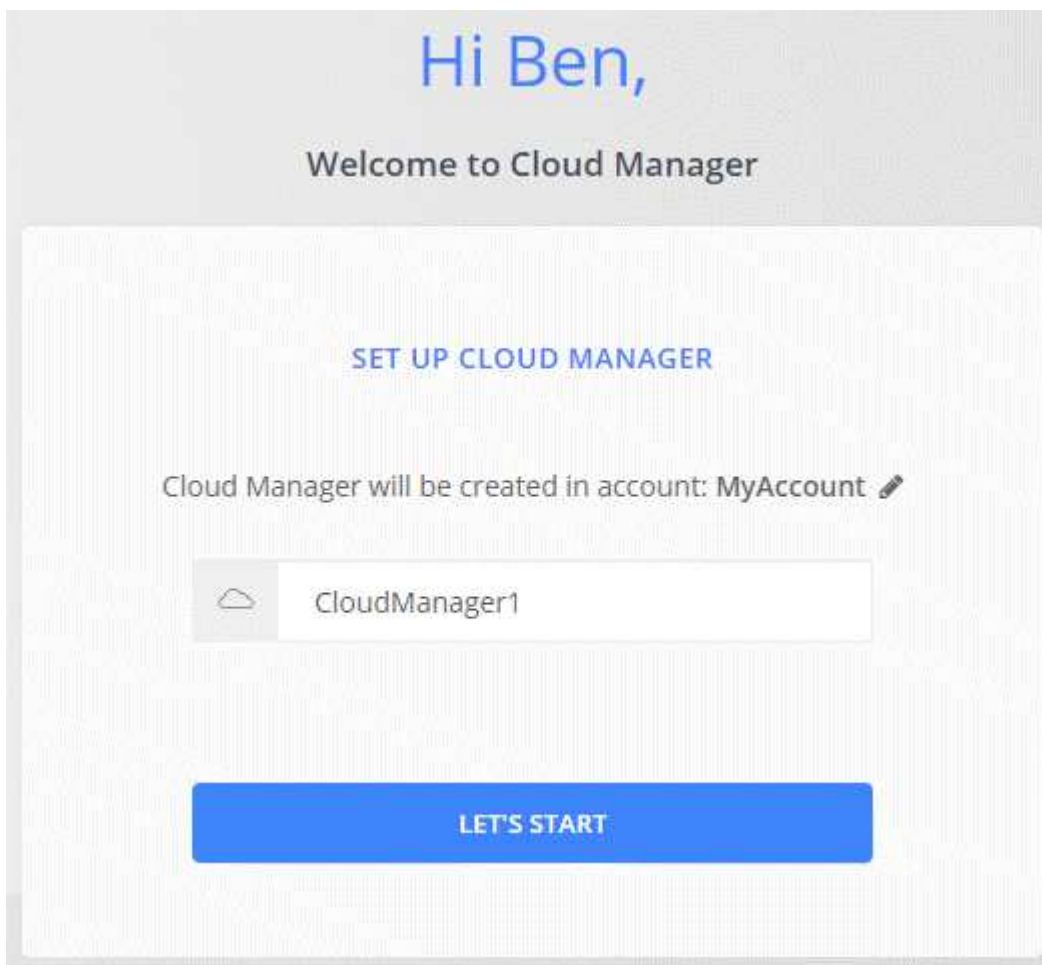 Hi Ben,
Welcome to Cloud Manager
SET UP CLOUD MANAGER
Cloud Manager will be created in account: MyAccount
CloudManager1
LET'S START